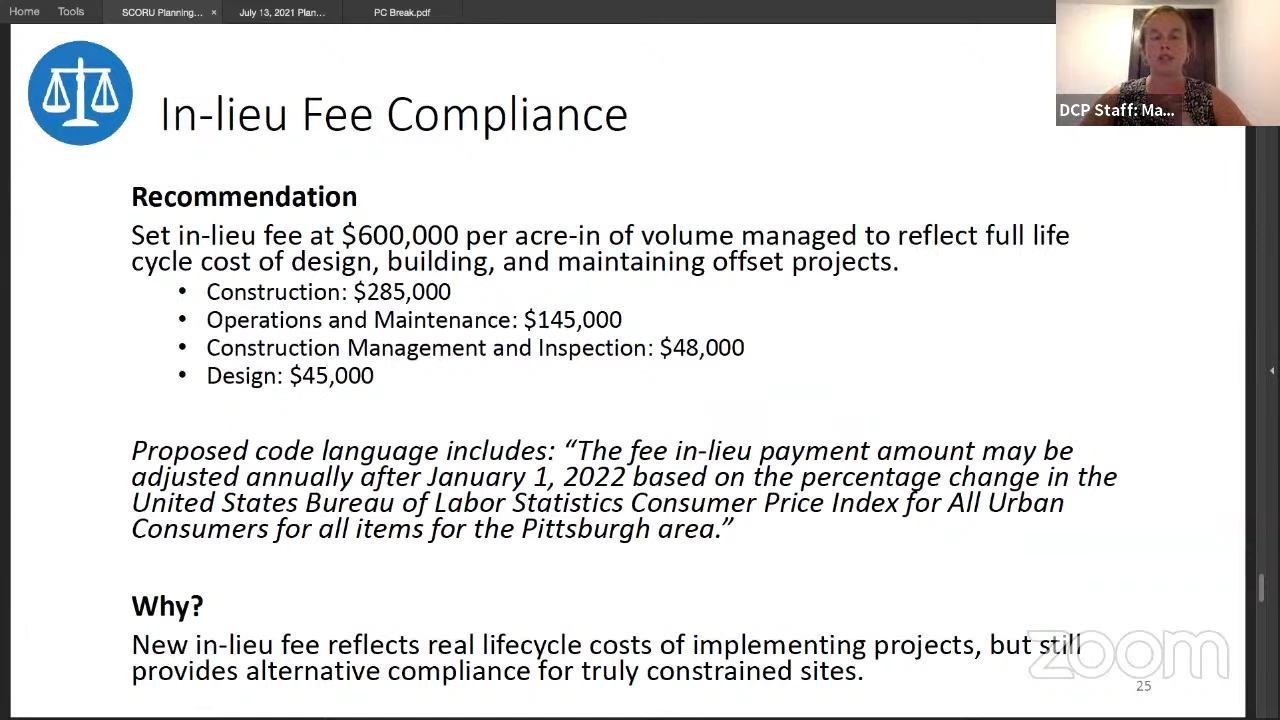 Home Tools SCORU Planning... × July 13, 2021 Plan... PC Break.pdf
DCP Staff: Ma...
In-lieu Fee Compliance
Recommendation
Set in-lieu fee at $600,000 per acre-in of volume managed to reflect full life
cycle cost of design, building, and maintaining offset projects.
• Construction: $285,000
• Operations and Maintenance: $145,000
• Construction Management and Inspection: $48,000
• Design: $45,000
Proposed code language includes: “The fee in-lieu payment amount may be
adjusted annually after January 1, 2022 based on the percentage change in the
United States Bureau of Labor Statistics Consumer Price Index for All Urban
Consumers for all items for the Pittsburgh area.”
Why?
New in-lieu fee reflects real lifecycle costs of implementing projects, but still
provides alternative compliance for truly constrained sites.
zoom
25